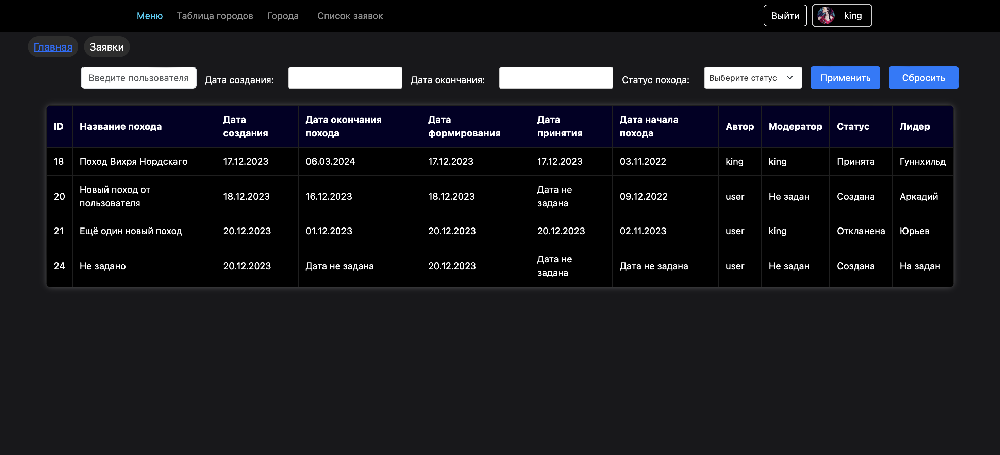 Меню Таблица городов Города Список заявок Выйти king
Главная Заявки
Введите пользователя Дата создания: Дата окончания: Статус похода: Выберите статус Применить Сбросить
ID Название похода Дата создания Дата окончания похода Дата формирования Дата принятия Дата начала похода Автор Модератор Статус Лидер
18 Поход Вихря Нордскаго 17.12.2023 06.03.2024 17.12.2023 17.12.2023 03.11.2022 king king Принята Гуннхильд
20 Новый поход от пользователя 18.12.2023 16.12.2023 18.12.2023 Дата не задана 09.12.2022 user Не задан Создана Аркадий
21 Ещё один новый поход 20.12.2023 01.12.2023 20.12.2023 20.12.2023 02.11.2023 user king Откланена Юрьев
24 Не задано 20.12.2023 Дата не задана 20.12.2023 Дата не задана Дата не задана user Не задан Создана На задан